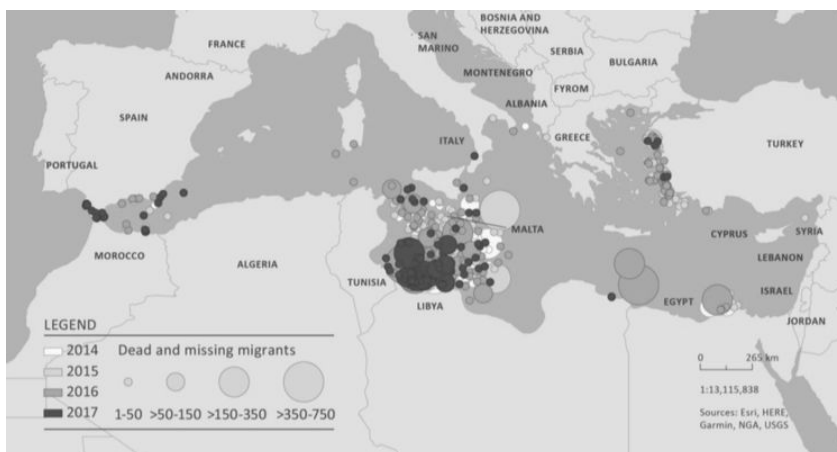 BOSNIA AND
HERZEGOVINA
FRANCE
SAN
MARINO
SERBIA
BULGARIA
ANDORRA
MONTENEGRO
FYROM
ALBANIA
SPAIN
ITALY
GREECE
TURKEY
PORTUGAL
MALTA
CYPRUS
SYRIA
MOROCCO
LEBANON
ALGERIA
TUNISIA
ISRAEL
LIBYA
EGYPT
JORDAN
LEGEND
2014 Dead and missing migrants
2015
2016
2017 1-50 >50-150 >150-350 >350-750
0 265 km
1:13,115,838
Sources: Esri, HERE,
Garmin, NGA, USGS